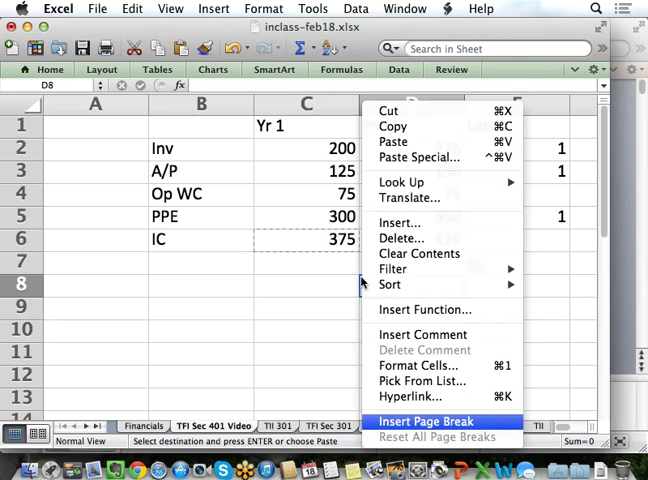 Excel File Edit View Insert Format Tools Data Window Help
inclass-feb18.xlsx
Search in Sheet
Home Layout Tables Charts SmartArt Formulas Data Review
D8 fx
A B C
1 Yr 1
2 Inv 200 1
3 A/P 125 1
4 Op WC 75
5 PPE 300 1
6 IC 375
7
8
9
10
11
12
13
14
Cut ⌘X
Copy ⌘C
Paste ⌘V
Paste Special... ^⌘V
Look Up
Translate...
Insert...
Delete...
Clear Contents
Filter
Sort
Insert Function...
Insert Comment
Delete Comment
Format Cells... ⌘1
Pick From List...
Hyperlink... ⌘K
Insert Page Break
Reset All Page Breaks
Financials TFI Sec 401 Video TII 301 TFI Sec 301 TII
Normal View Select destination and press ENTER or choose Paste Sum=0
18